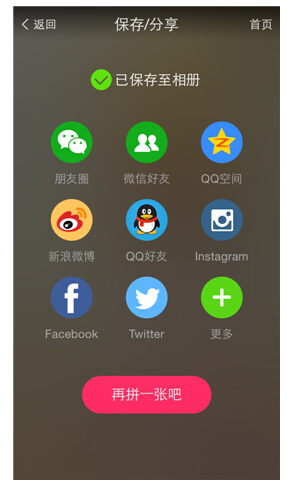 返回 保存/分享 首页
已保存至相册
朋友圈 微信好友 QQ空间
新浪微博 QQ好友 Instagram
Facebook Twitter 更多
再拼一张吧